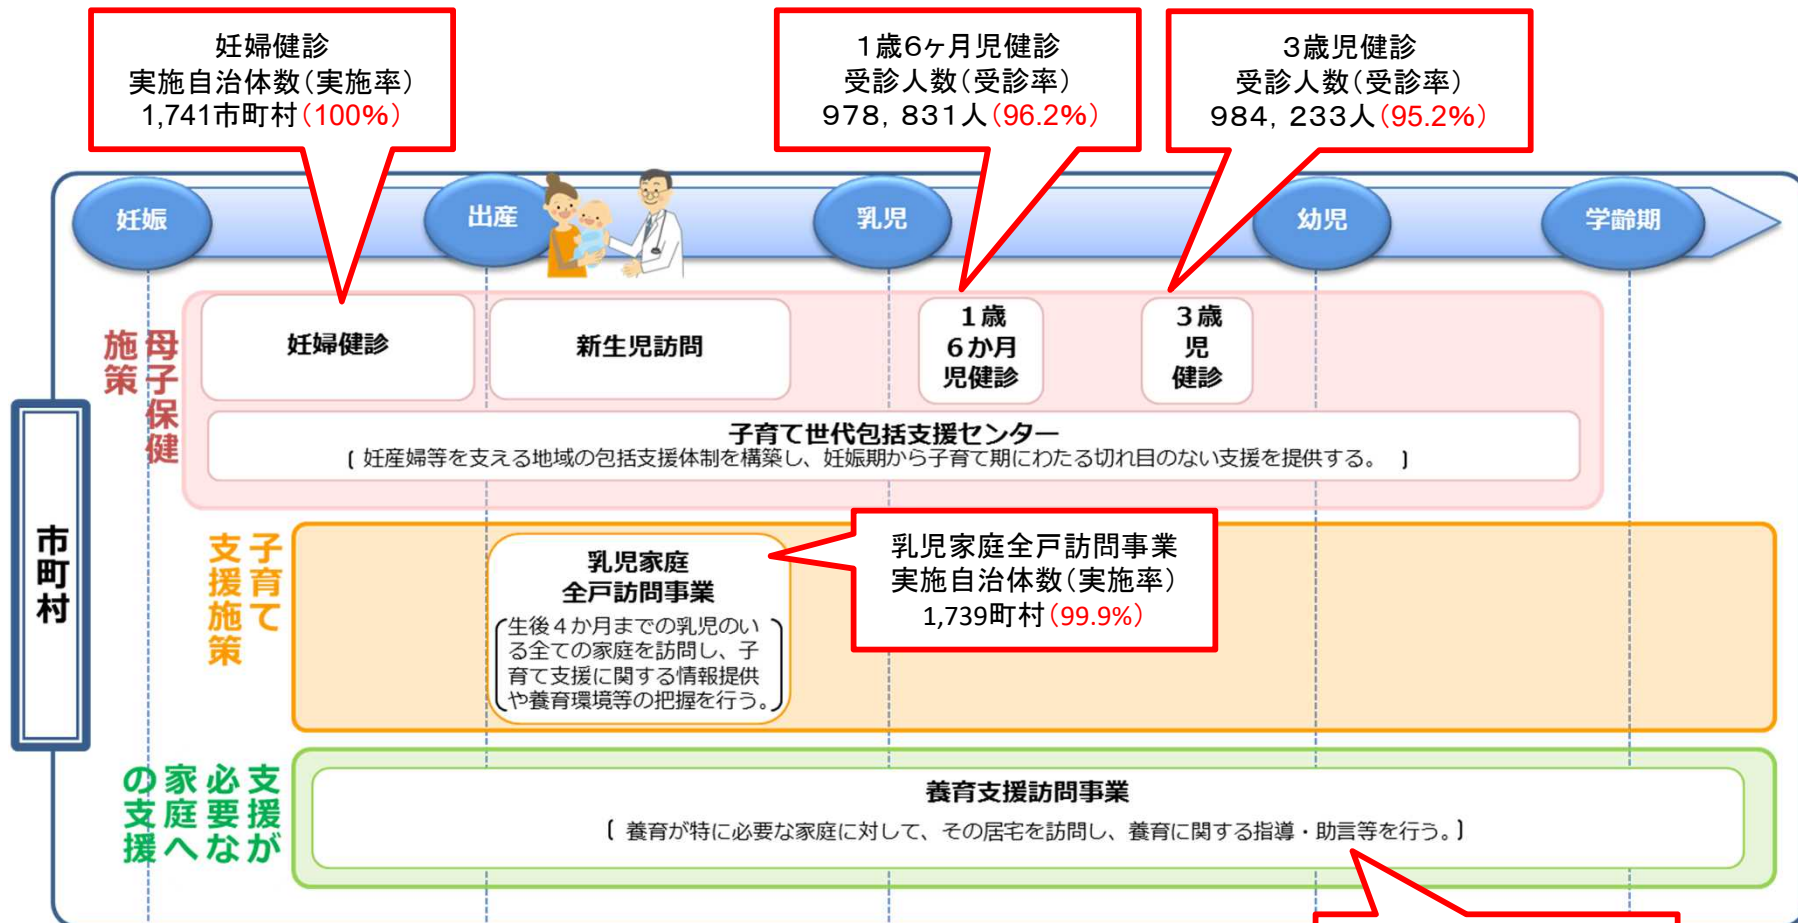 妊婦健診
実施自治体数(実施率)
1,741市町村(100%)
1歳6ヶ月児健診
受診人数(受診率)
978,831人(96.2%)
3歳児健診
受診人数(受診率)
984,233人(95.2%)
妊娠
出産
乳児
幼児
学齢期
母子保健
施策
妊婦健診
新生児訪問
1歳
6か月
児健診
3歳
児
健診
子育て世代包括支援センター
[ 妊産婦等を支える地域の包括支援体制を構築し、妊娠期から子育て期にわたる切れ目のない支援を提供する。 ]
市町村
子育て
支援施策
乳児家庭
全戸訪問事業
生後4か月までの乳児のい
る全ての家庭を訪問し、子
育て支援に関する情報提供
や養育環境等の把握を行う。
乳児家庭全戸訪問事業
実施自治体数(実施率)
1,739町村(99.9%)
支援が
必要な
家庭へ
の支援
養育支援訪問事業
[ 養育が特に必要な家庭に対して、その居宅を訪問し、養育に関する指導・助言等を行う。]